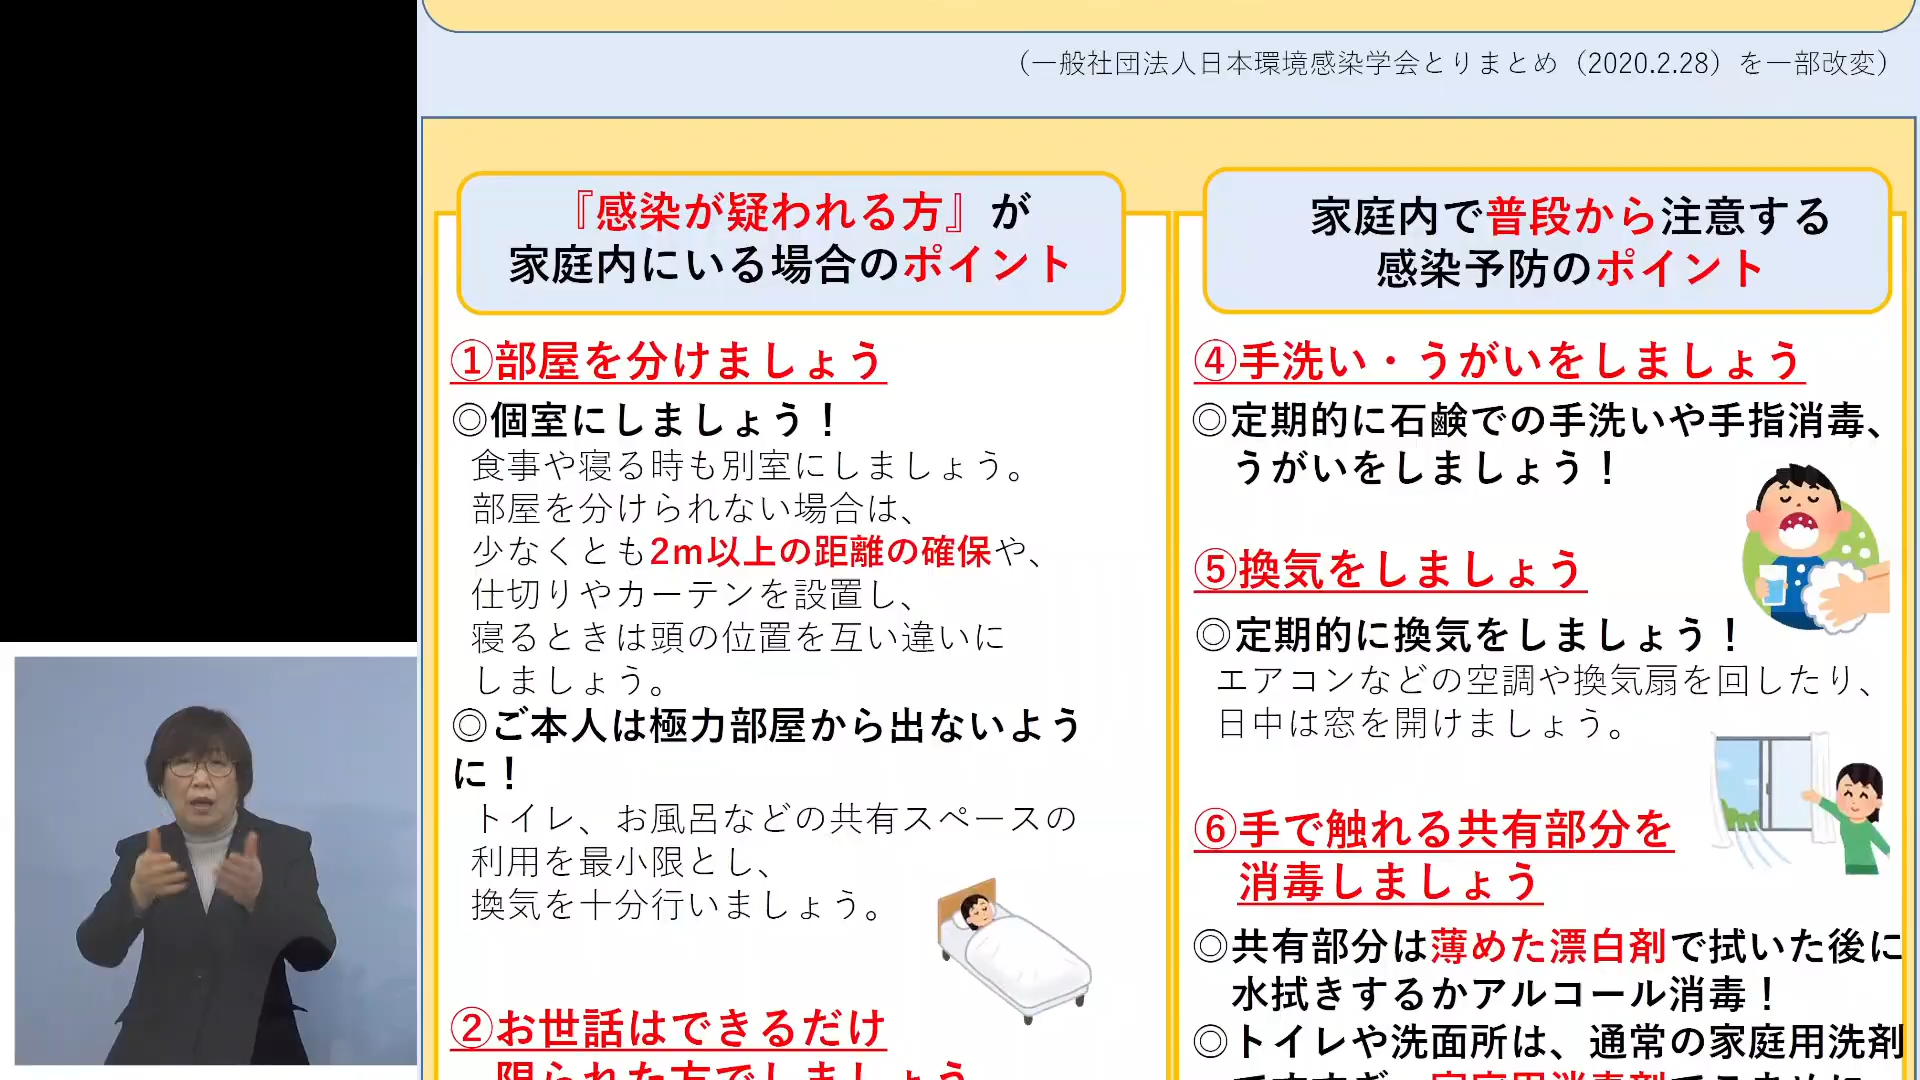 （一般社団法人日本環境感染学会とりまとめ（2020.2.28）を一部改変）
『感染が疑われる方』が
家庭内にいる場合のポイント
①部屋を分けましょう
◎個室にしましょう！
食事や寝る時も別室にしましょう。
部屋を分けられない場合は、
少なくとも2m以上の距離の確保や、
仕切りやカーテンを設置し、
寝るときは頭の位置を互い違いに
しましょう。
◎ご本人は極力部屋から出ないよう
に！
トイレ、お風呂などの共有スペースの
利用を最小限とし、
換気を十分行いましょう。
②お世話はできるだけ
限られた方でしましょう
家庭内で普段から注意する
感染予防のポイント
④手洗い・うがいをしましょう
◎定期的に石鹸での手洗いや手指消毒、
うがいをしましょう！
⑤換気をしましょう
◎定期的に換気をしましょう！
エアコンなどの空調や換気扇を回したり、
日中は窓を開けましょう。
⑥手で触れる共有部分を
消毒しましょう
◎共有部分は薄めた漂白剤で拭いた後に
水拭きするかアルコール消毒！
◎トイレや洗面所は、通常の家庭用洗剤